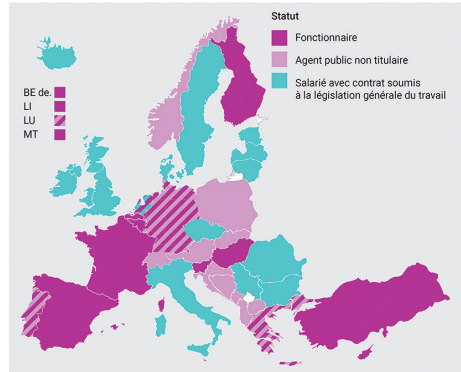 Statut
Fonctionnaire
Agent public non titulaire
Salarié avec contrat soumis
à la législation générale du travail
BE de.
LI
LU
MT